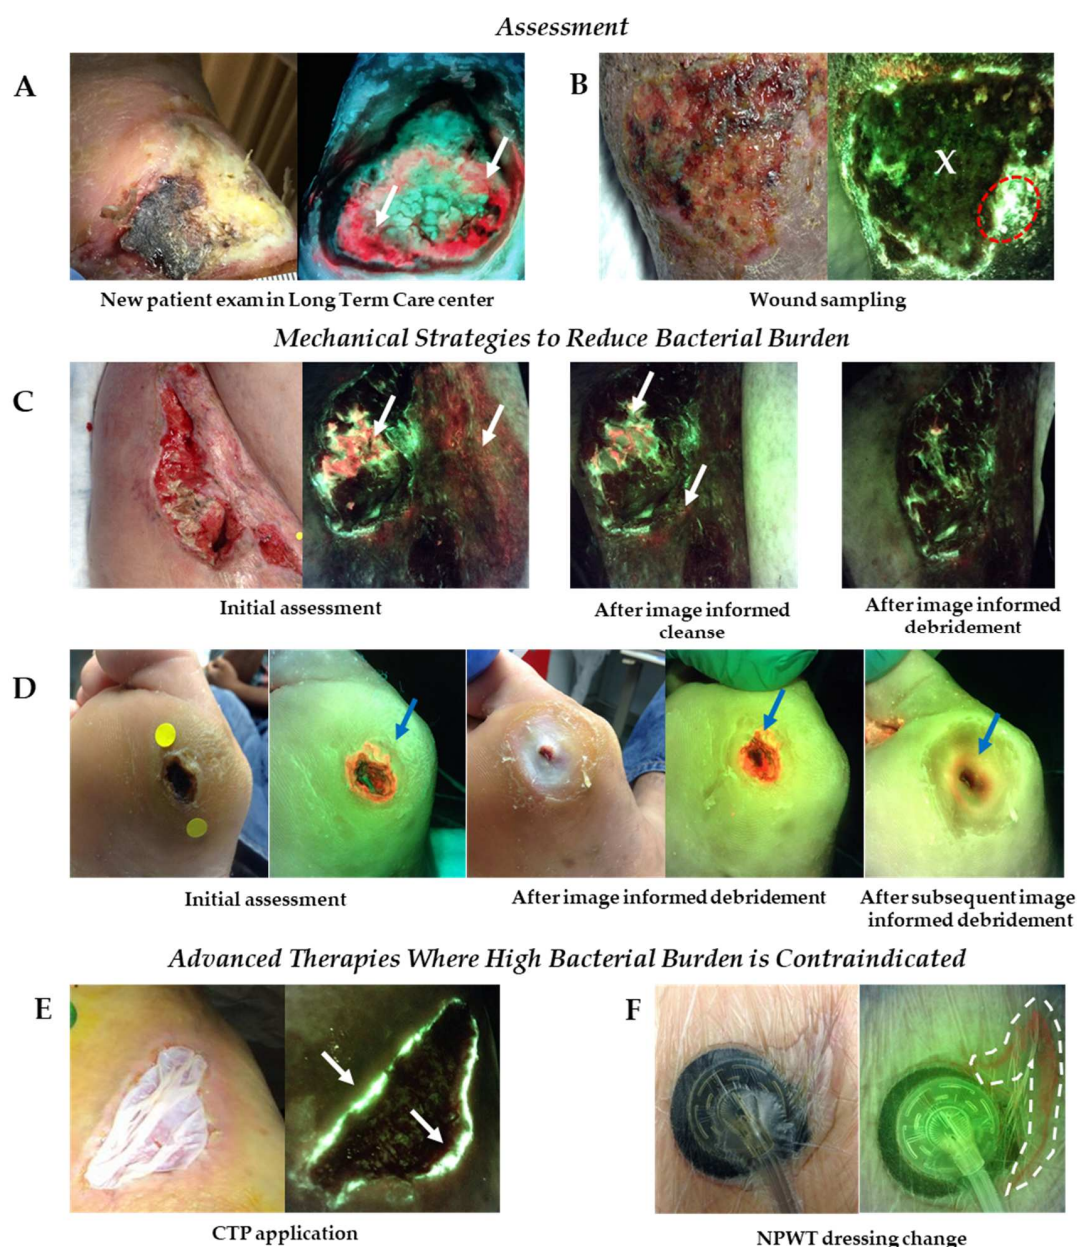 Assessment
A
B
X
New patient exam in Long Term Care center
Wound sampling
Mechanical Strategies to Reduce Bacterial Burden
C
Initial assessment
After image informed
cleanse
After image informed
debridement
D
Initial assessment
After image informed debridement
After subsequent image
informed debridement
Advanced Therapies Where High Bacterial Burden is Contraindicated
E
F
CTP application
NPWT dressing change